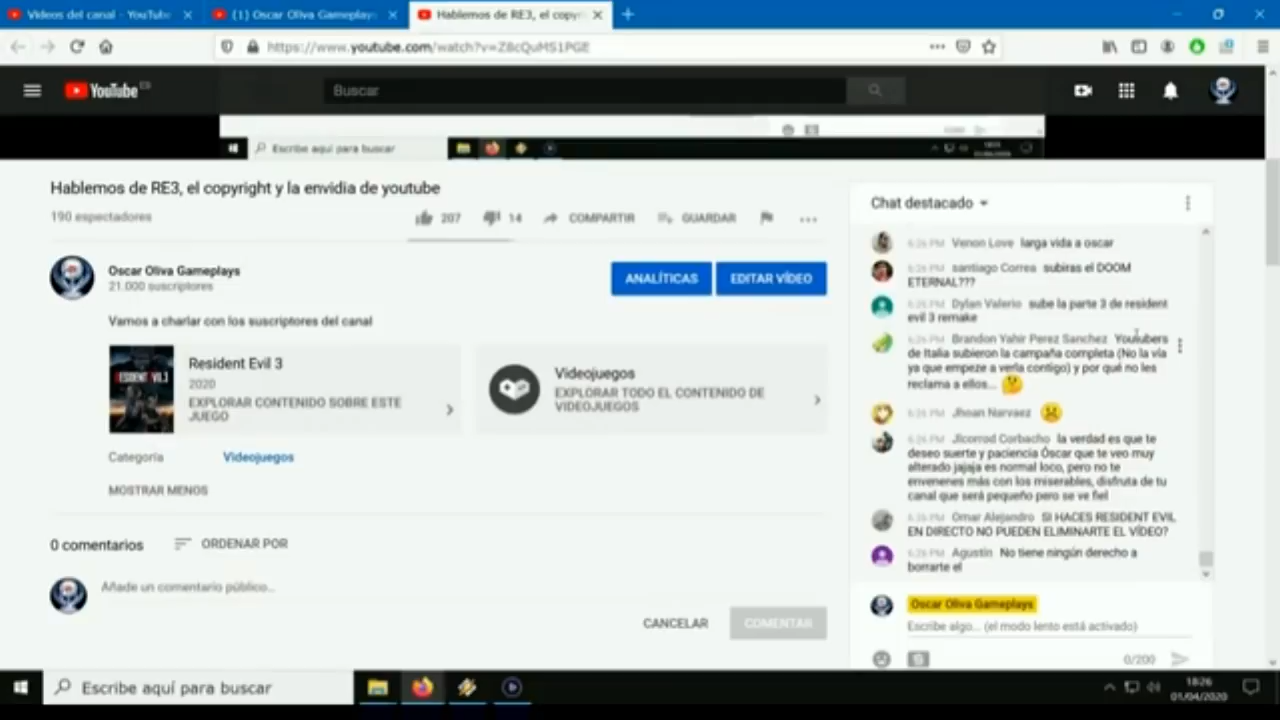 Videos del canal - YouTube
(1) Oscar Oliva Gameplays
Hablemos de RE3, el copyr
https://www.youtube.com/watch?v=Z8cQuMS1PGE
YouTube ES
Buscar
Escribe aquí para buscar
Hablemos de RE3, el copyright y la envidia de youtube
190 espectadores
207
14
COMPARTIR
GUARDAR
Oscar Oliva Gameplays
21.000 suscriptores
ANALÍTICAS
EDITAR VÍDEO
Vamos a charlar con los suscriptores del canal
RESIDENT EVIL 3
Resident Evil 3
2020
EXPLORAR CONTENIDO SOBRE ESTE
JUEGO
Videojuegos
EXPLORAR TODO EL CONTENIDO DE
VIDEOJUEGOS
Categoría
Videojuegos
MOSTRAR MENOS
0 comentarios
ORDENAR POR
Añade un comentario público...
CANCELAR
COMENTAR
Chat destacado
6:26 PM Venon Love larga vida a oscar
6:26 PM santiago Correa subiras el DOOM
ETERNAL???
6:26 PM Dylan Valerio sube la parte 3 de resident
evil 3 remake
6:26 PM Brandon Yahir Perez Sanchez Youtubers
de Italia subieron la campaña completa (No la vía
ya que empeze a verla contigo) y por qué no les
reclama a ellos... 🤔
6:26 PM Jhoan Narvaez
6:26 PM Jlcorrod Corbacho la verdad es que te
deseo suerte y paciencia Óscar que te veo muy
alterado jajaja es normal loco, pero no te
envenenes más con los miserables, disfruta de tu
canal que será pequeño pero se ve fiel
6:26 PM Omar Alejandro SI HACES RESIDENT EVIL
EN DIRECTO NO PUEDEN ELIMINARTE EL VÍDEO?
6:26 PM Agustín No tiene ningún derecho a
borrarte el
Oscar Oliva Gameplays
Escribe algo... (el modo lento está activado)
0/200
Escribe aquí para buscar
18:26
01/04/2020